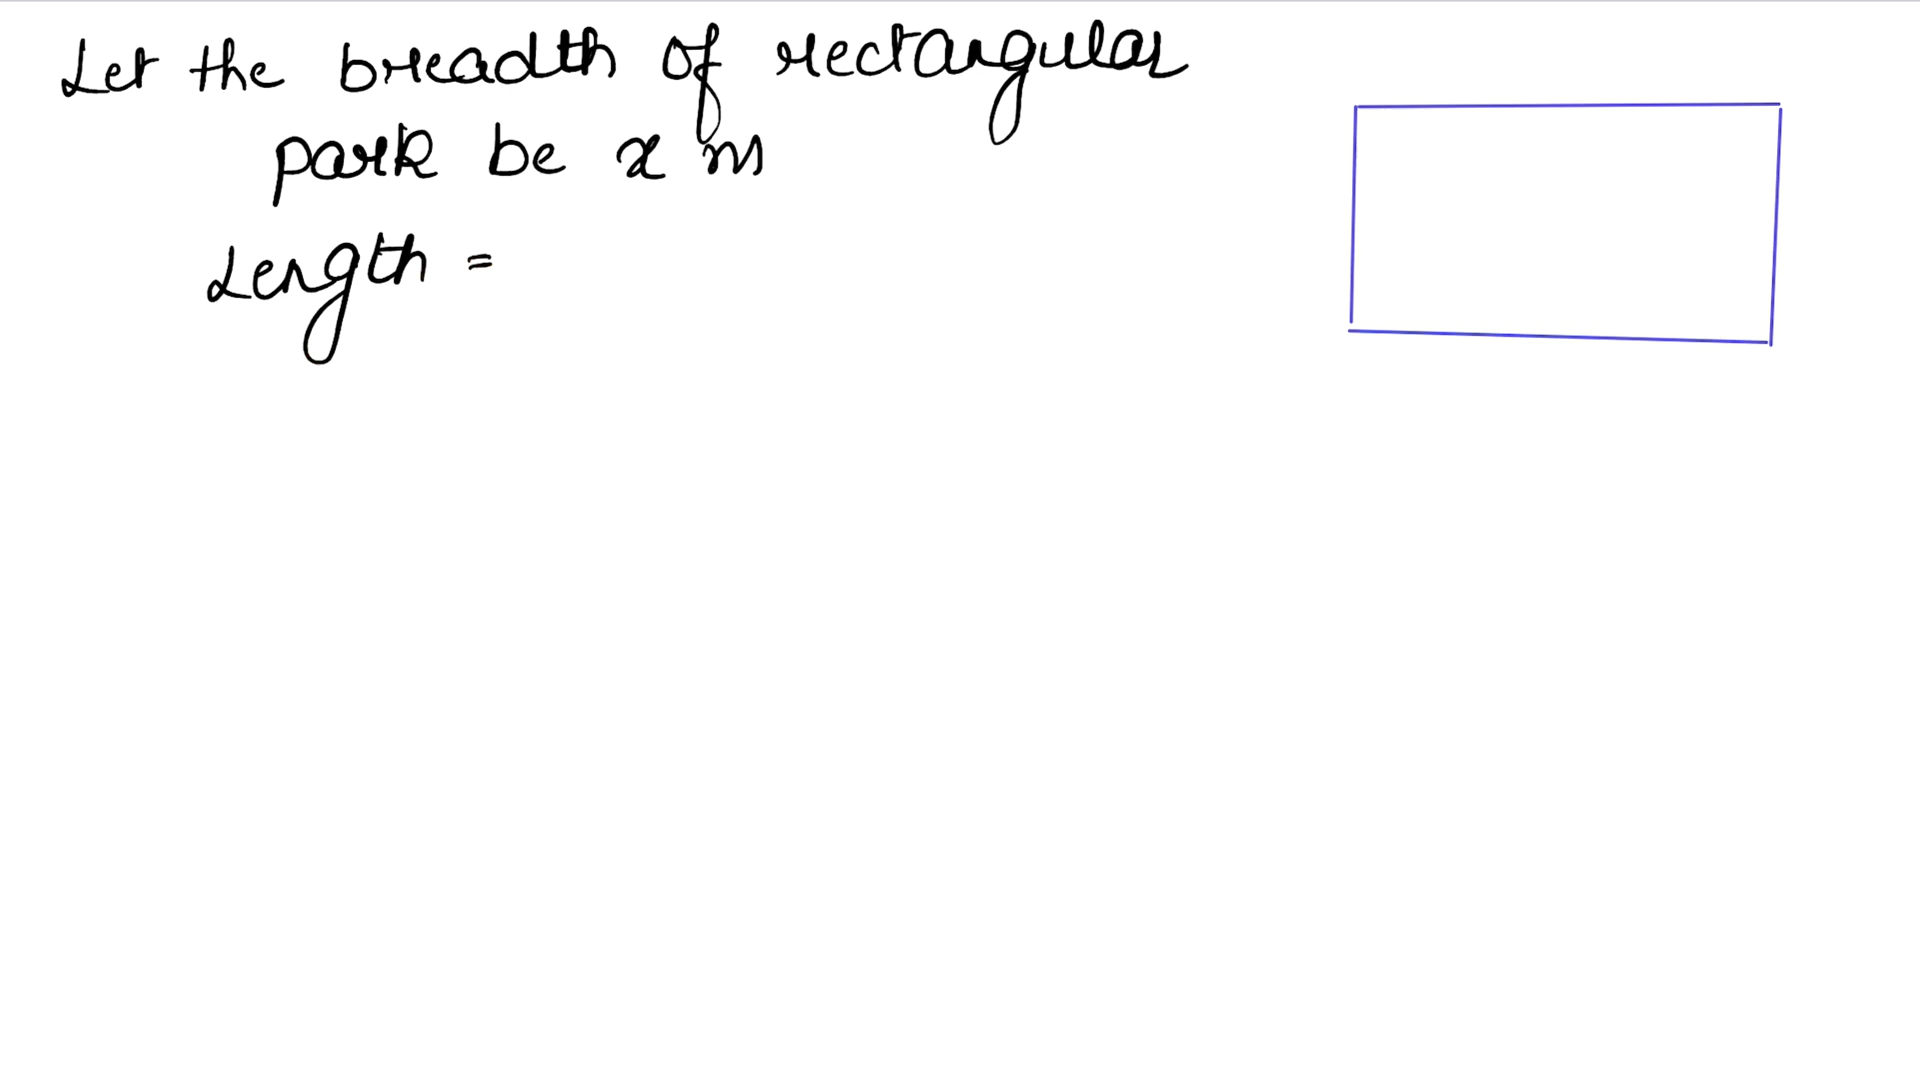 Let the breadth of rectangular
park be x m
Length =